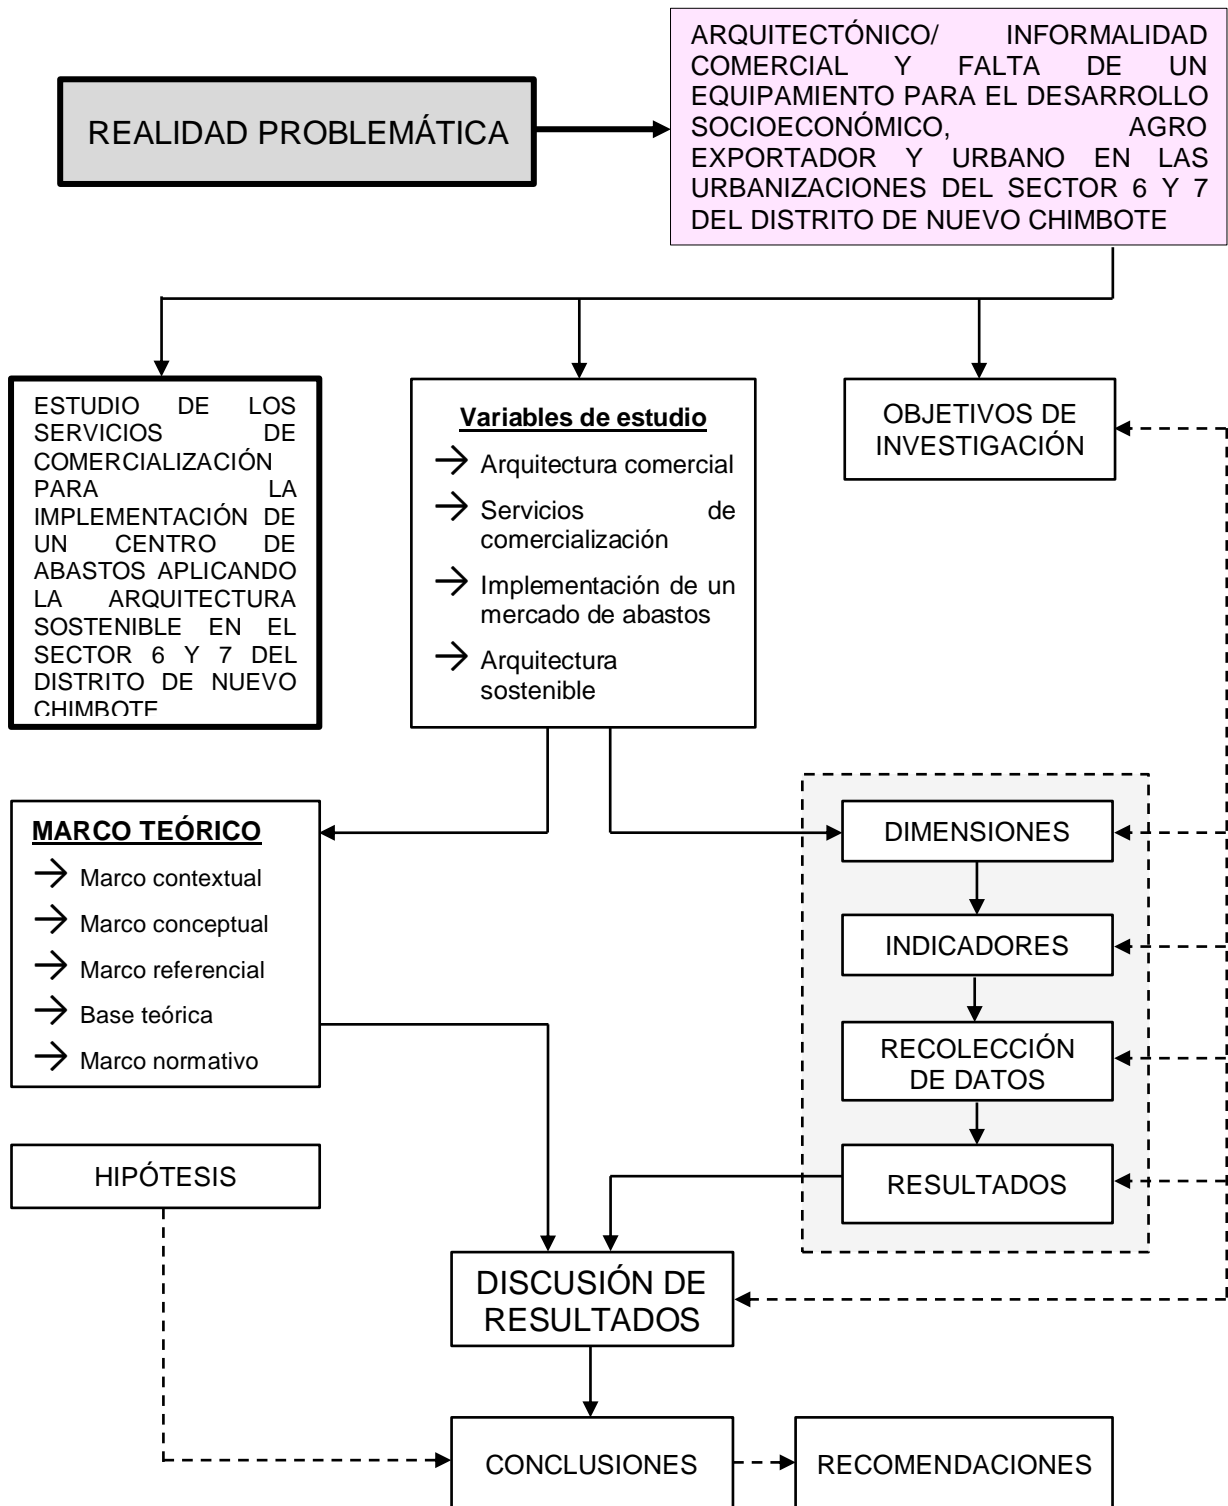 REALIDAD PROBLEMÁTICA
ARQUITECTÓNICO/ INFORMALIDAD
COMERCIAL Y FALTA DE UN
EQUIPAMIENTO PARA EL DESARROLLO
SOCIOECONÓMICO, AGRO
EXPORTADOR Y URBANO EN LAS
URBANIZACIONES DEL SECTOR 6 Y 7
DEL DISTRITO DE NUEVO CHIMBOTE
ESTUDIO DE LOS
SERVICIOS DE
COMERCIALIZACIÓN
PARA LA
IMPLEMENTACIÓN DE
UN CENTRO DE
ABASTOS APLICANDO
LA ARQUITECTURA
SOSTENIBLE EN EL
SECTOR 6 Y 7 DEL
DISTRITO DE NUEVO
CHIMBOTE
Variables de estudio
Arquitectura comercial
Servicios de
comercialización
Implementación de un
mercado de abastos
Arquitectura
sostenible
OBJETIVOS DE
INVESTIGACIÓN
MARCO TEÓRICO
Marco contextual
Marco conceptual
Marco referencial
Base teórica
Marco normativo
DIMENSIONES
INDICADORES
RECOLECCIÓN
DE DATOS
RESULTADOS
HIPÓTESIS
DISCUSIÓN DE
RESULTADOS
CONCLUSIONES
RECOMENDACIONES